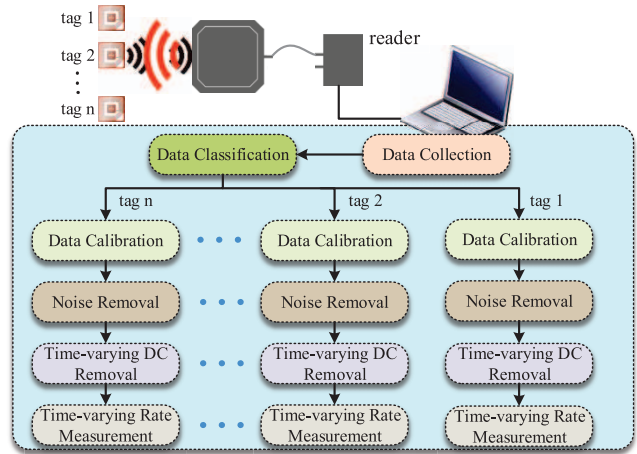 tag 1
tag 2
tag n
reader
Data Classification
Data Collection
tag n
tag 2
tag 1
Data Calibration
Data Calibration
Data Calibration
Noise Removal
Noise Removal
Noise Removal
Time-varying DC
Removal
Time-varying DC
Removal
Time-varying DC
Removal
Time-varying Rate
Measurement
Time-varying Rate
Measurement
Time-varying Rate
Measurement